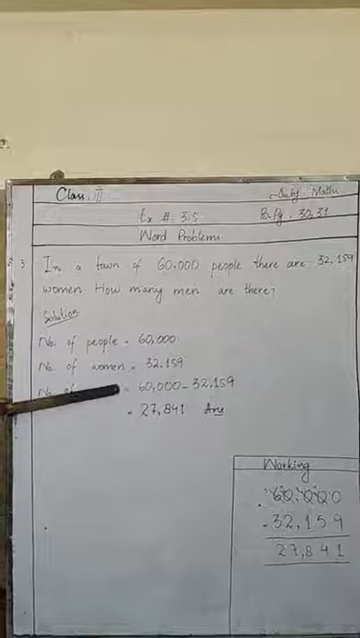 Class. III
Subj. Maths
Ex # 3.5
B.Pg. 30,31
Word Problems
3 In a town of 60,000 people there are 32,159
women. How many men are there?
Solution
No. of people = 60,000
No. of women = 32,159
No. of = 60,000 - 32,159
= 27,841 Ans
Working
60,000
- 32,159
27,841